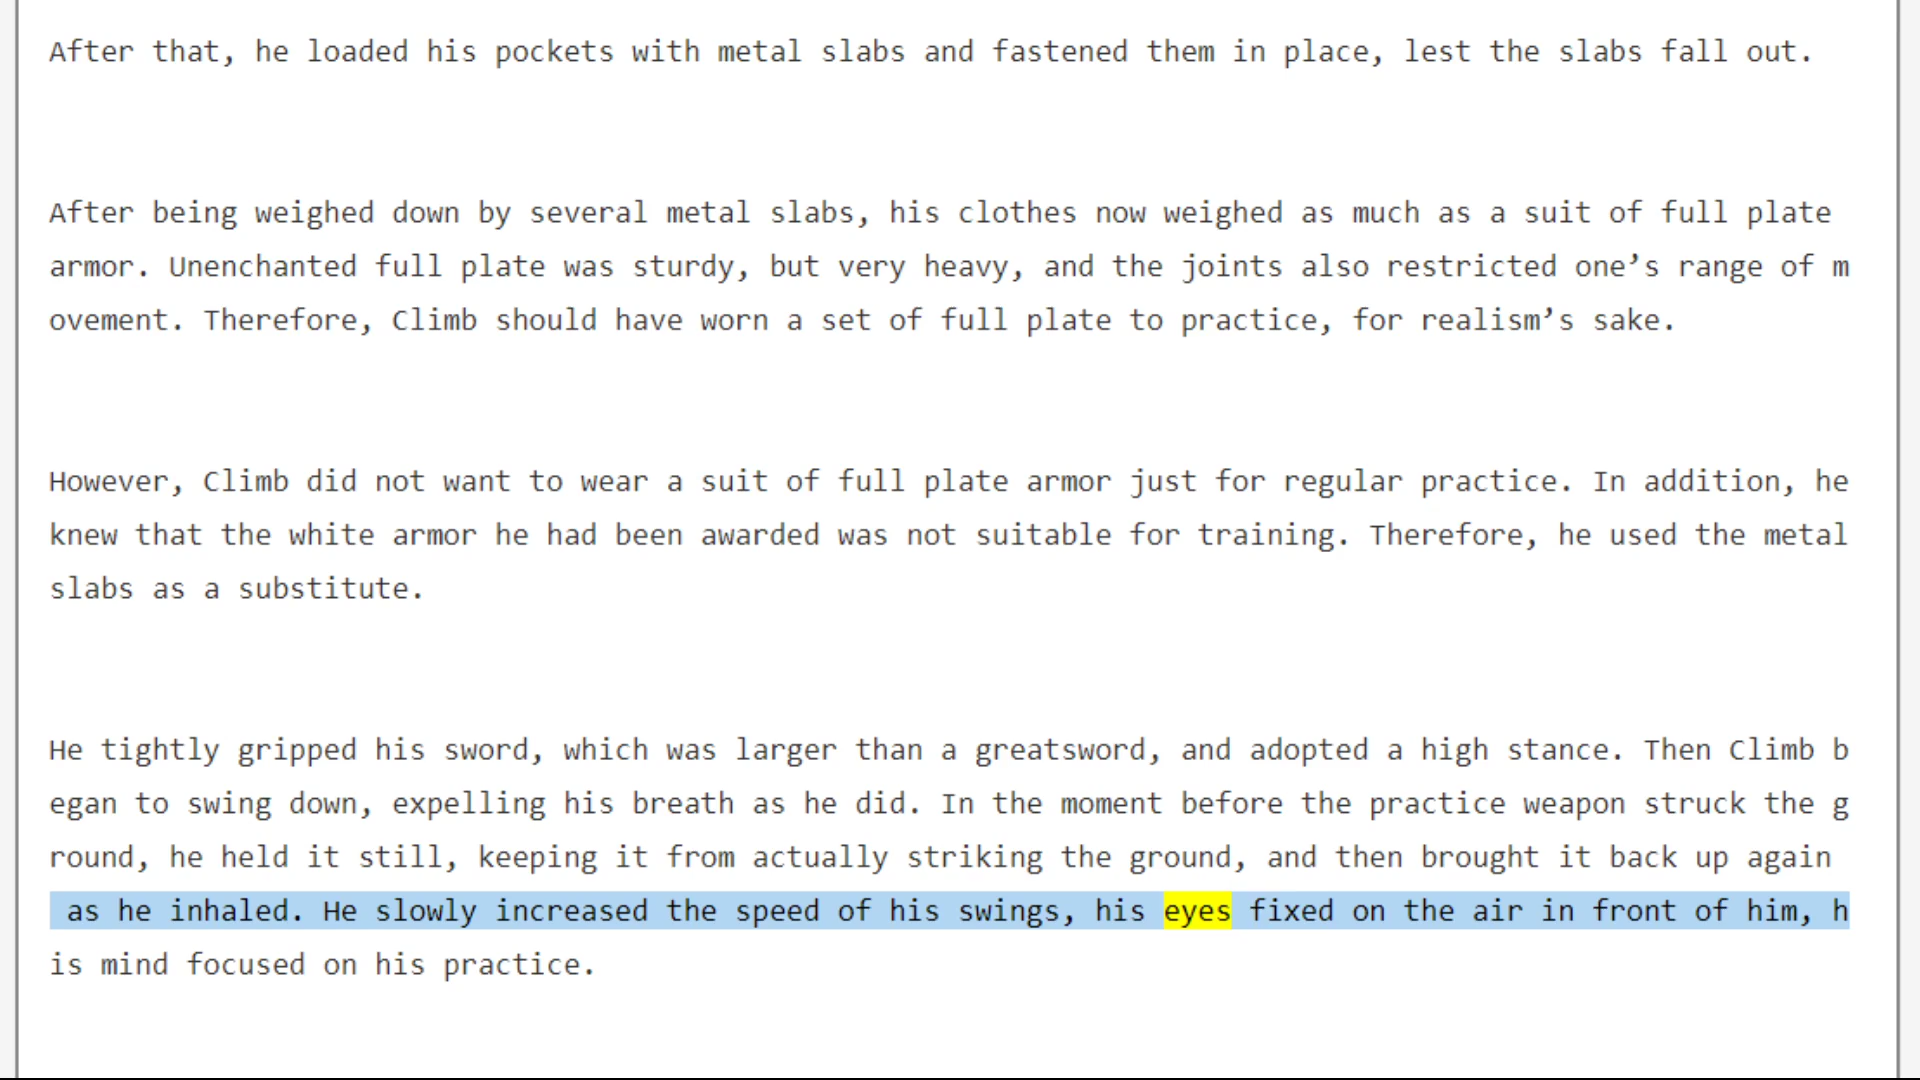 After that, he loaded his pockets with metal slabs and fastened them in place, lest the slabs fall out.
After being weighed down by several metal slabs, his clothes now weighed as much as a suit of full plate
armor. Unenchanted full plate was sturdy, but very heavy, and the joints also restricted one’s range of m
ovement. Therefore, Climb should have worn a set of full plate to practice, for realism’s sake.
However, Climb did not want to wear a suit of full plate armor just for regular practice. In addition, he
knew that the white armor he had been awarded was not suitable for training. Therefore, he used the metal
slabs as a substitute.
He tightly gripped his sword, which was larger than a greatsword, and adopted a high stance. Then Climb b
egan to swing down, expelling his breath as he did. In the moment before the practice weapon struck the g
round, he held it still, keeping it from actually striking the ground, and then brought it back up again
as he inhaled. He slowly increased the speed of his swings, his eyes fixed on the air in front of him, h
is mind focused on his practice.